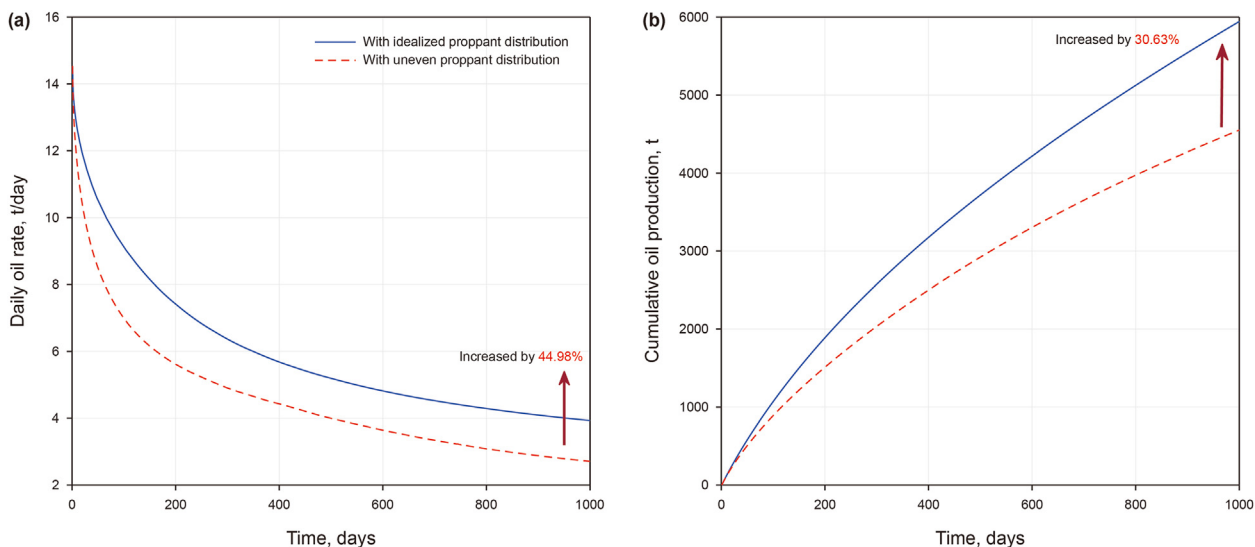 (a)
16
14
12
10
8
6
4
2
Daily oil rate, t/day
With idealized proppant distribution
With uneven proppant distribution
Increased by 44.98%
0
200
400
600
800
1000
Time, days
(b)
6000
5000
4000
3000
2000
1000
0
Cumulative oil production, t
Increased by 30.63%
0
200
400
600
800
1000
Time, days